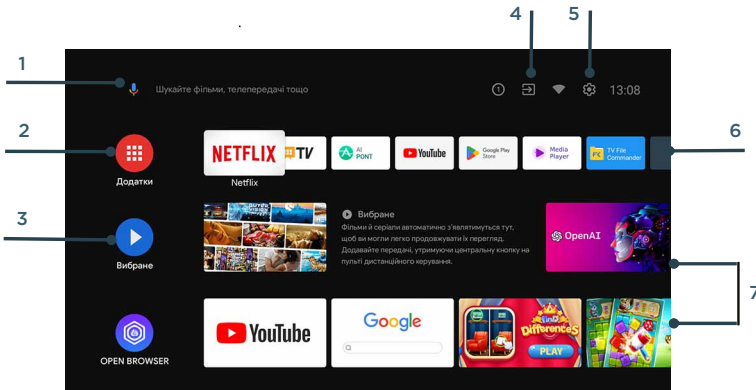 4
5
1
Шукайте фільми, телепередачі тощо
1
13:08
2
NETFLIX
TV
AI PONT
YouTube
Google Play Store
Media Player
TV File Commander
6
Додатки
Netflix
3
Вибране
Фільми й серіали автоматично з'являтимуться тут,
щоб ви могли легко продовжувати їх перегляд.
Додавайте передачі, утримуючи центральну кнопку на
пульті дистанційного керування.
OpenAI
Вибране
7
YouTube
Google
Find
Differences
PLAY
OPEN BROWSER